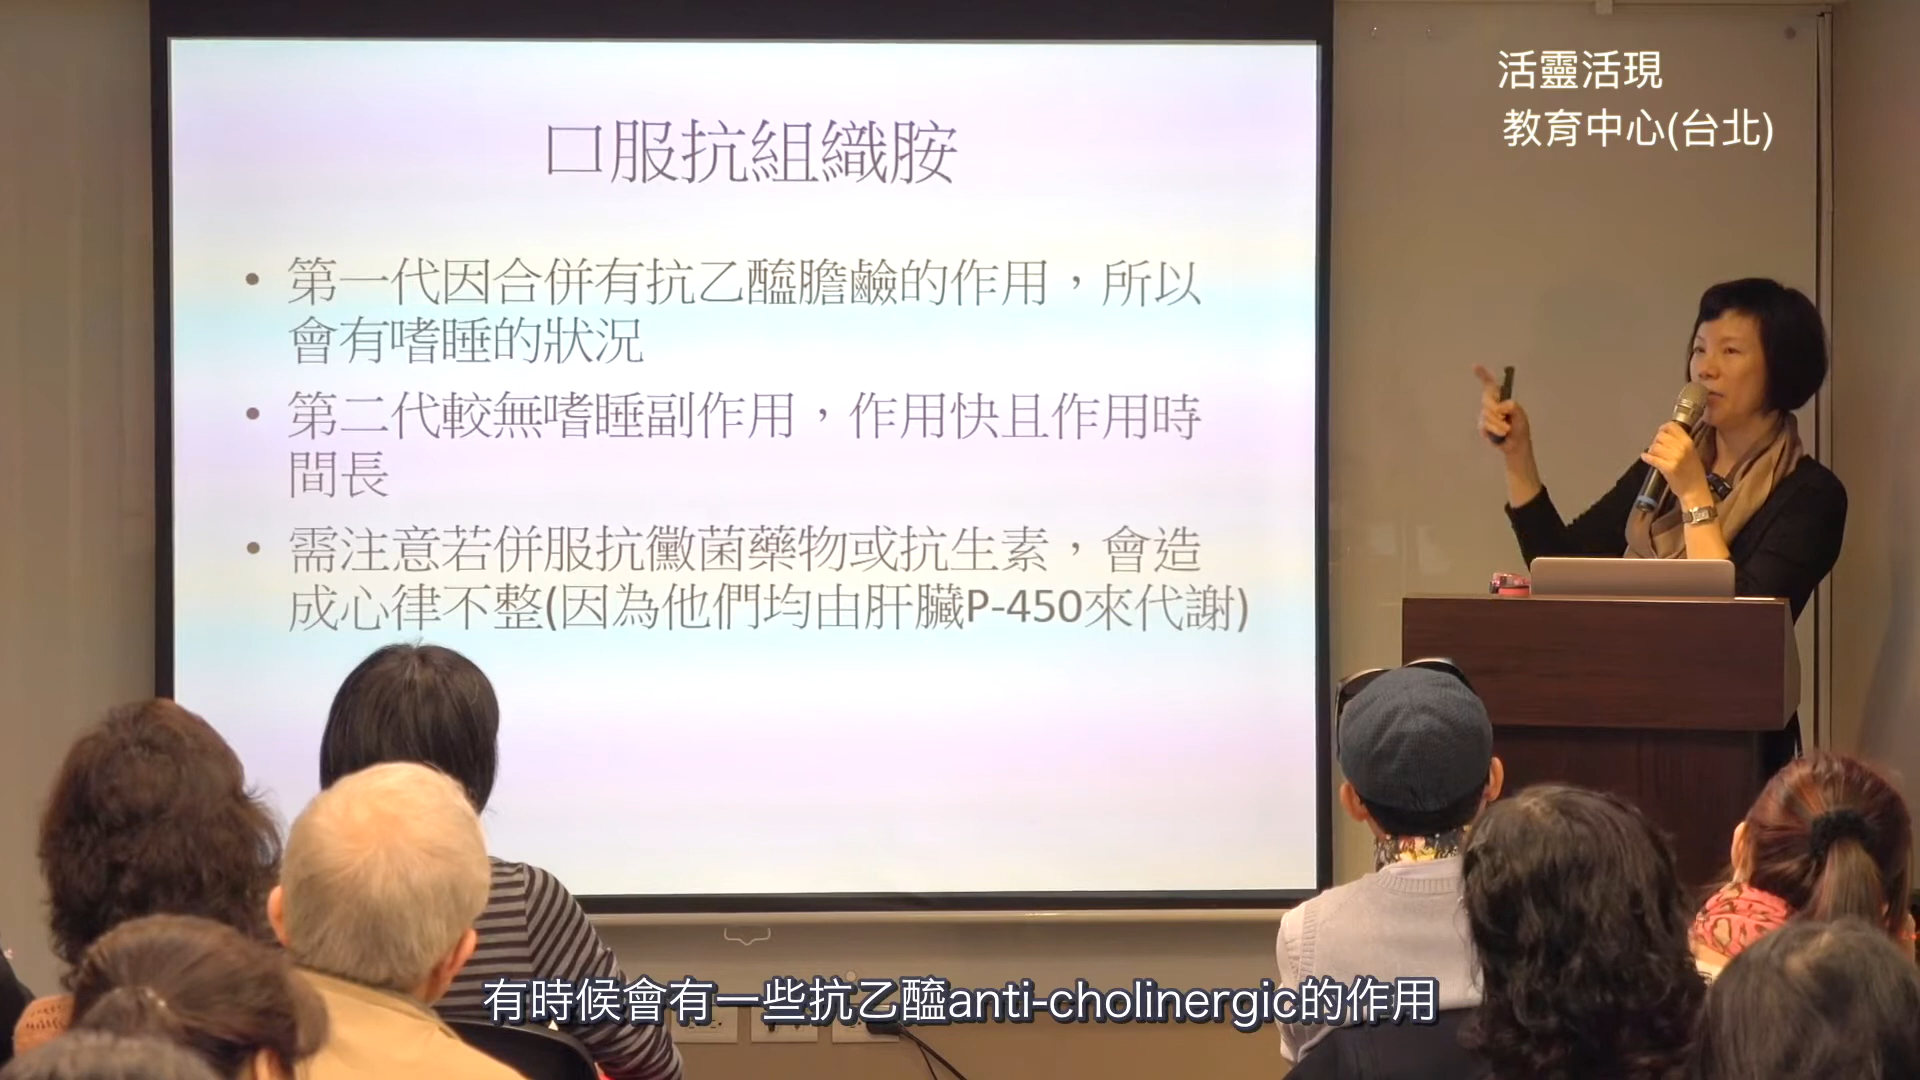 活靈活現
教育中心(台北)
口服抗組織胺
• 第一代因合併有抗乙醯膽鹼的作用，所以
會有嗜睡的狀況
• 第二代較無嗜睡副作用，作用快且作用時
間長
• 需注意若併服抗黴菌藥物或抗生素，會造
成心律不整(因為他們均由肝臟P-450來代謝)
有時候會有一些抗乙醯anti-cholinergic的作用